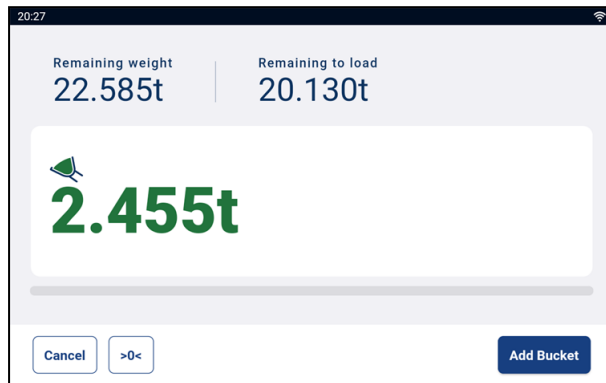 20:27
Remaining weight
22.585t
Remaining to load
20.130t
2.455t
Cancel
>0<
Add Bucket